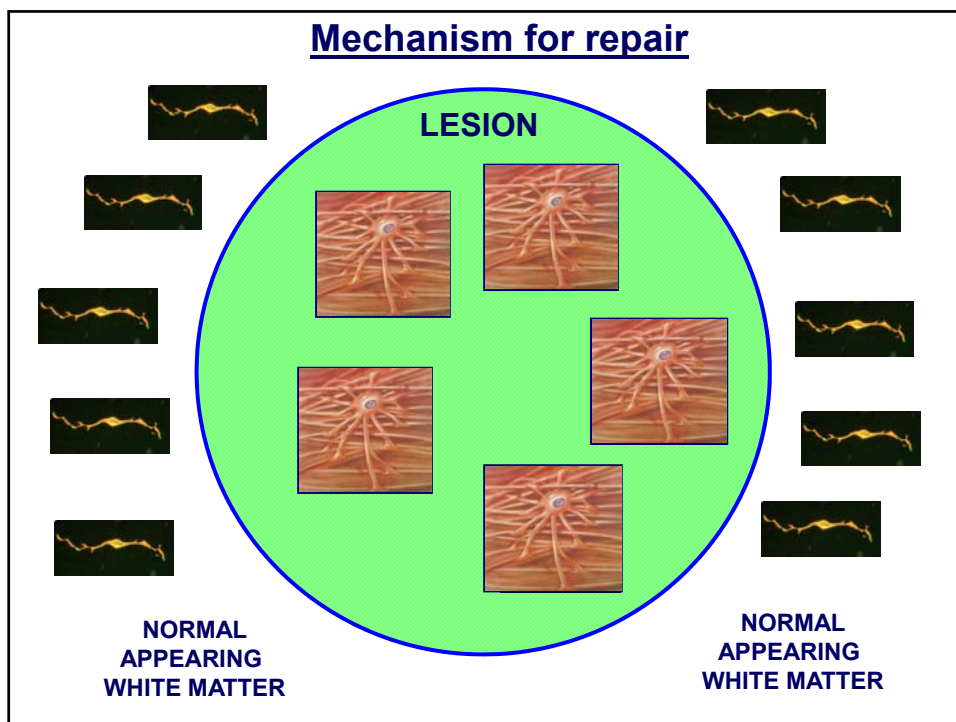 Mechanism for repair
LESION
NORMAL
APPEARING
WHITE MATTER
NORMAL
APPEARING
WHITE MATTER